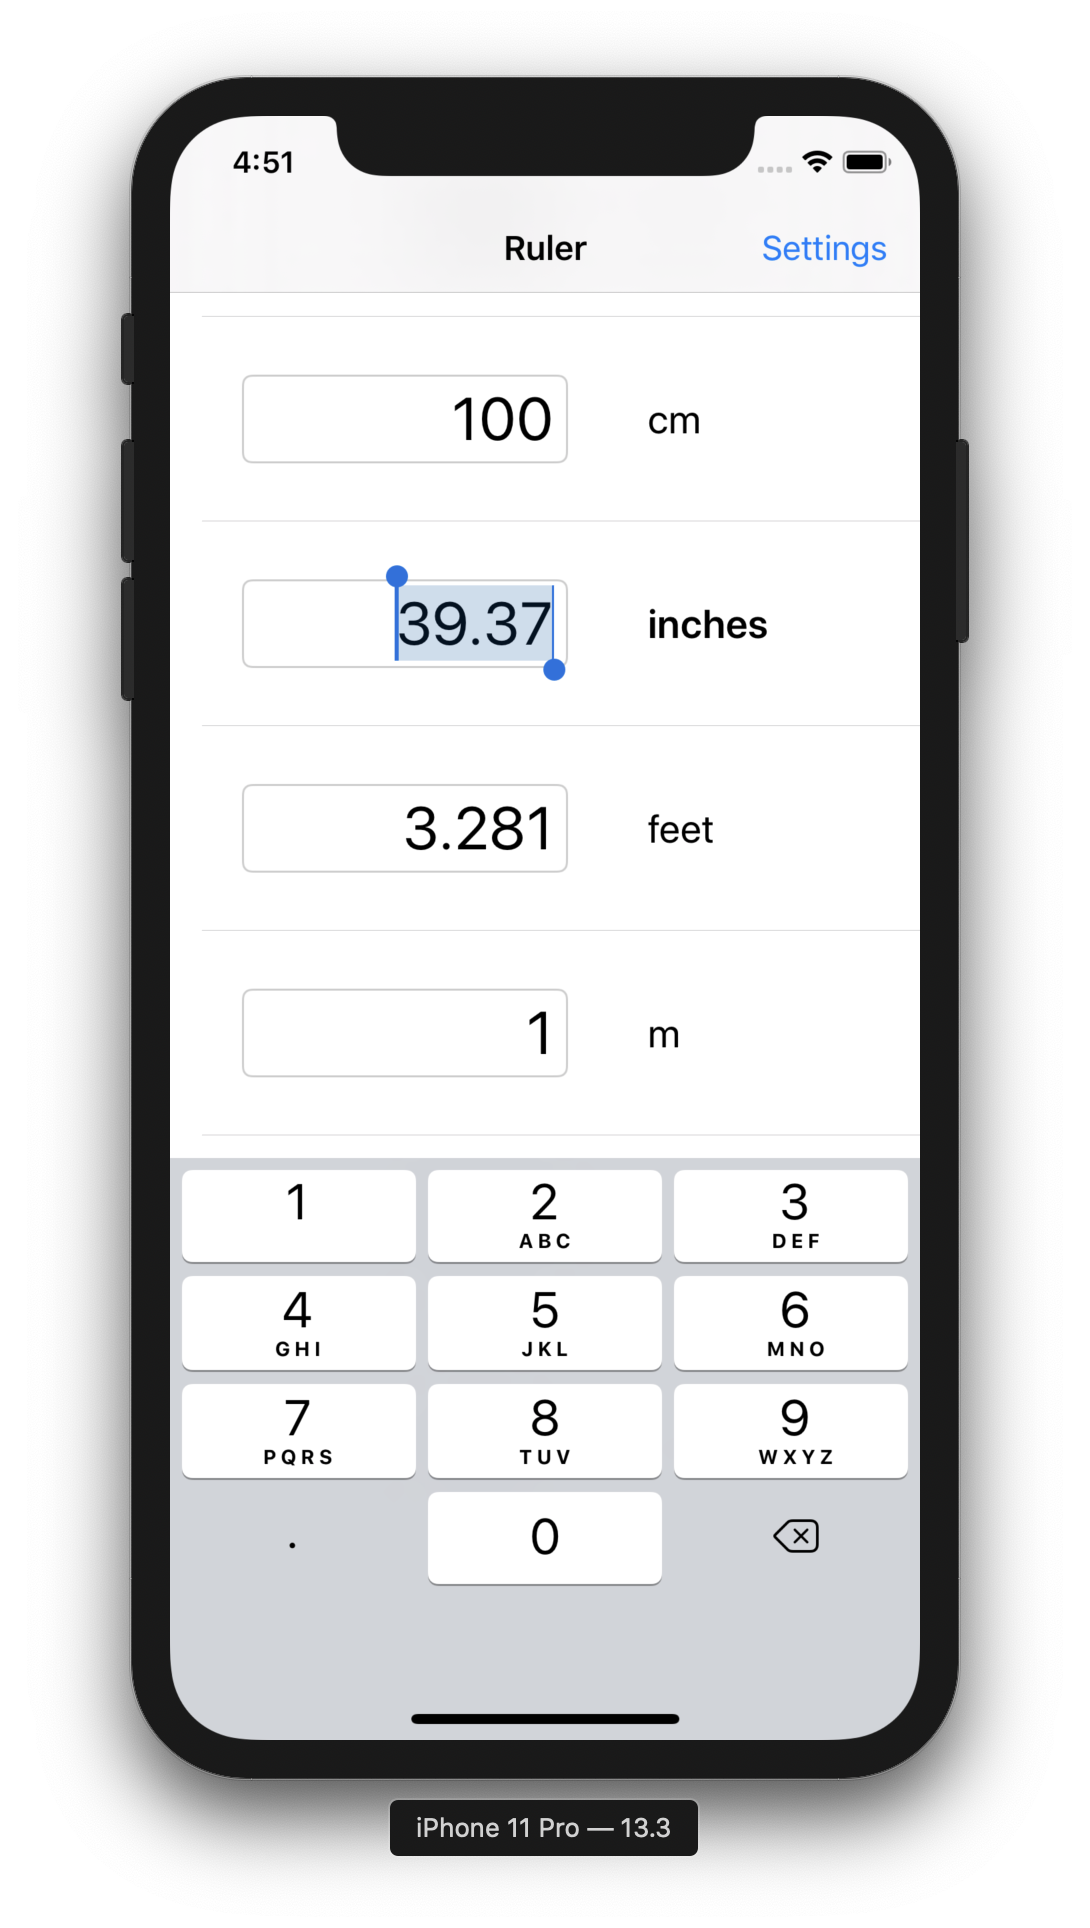 4:51
Ruler Settings
100 cm
39.37 inches
3.281 feet
1 m
1 2 3
ABC DEF
4 5 6
GHI JKL MNO
7 8 9
PQRS TUV WXYZ
. 0
iPhone 11 Pro — 13.3